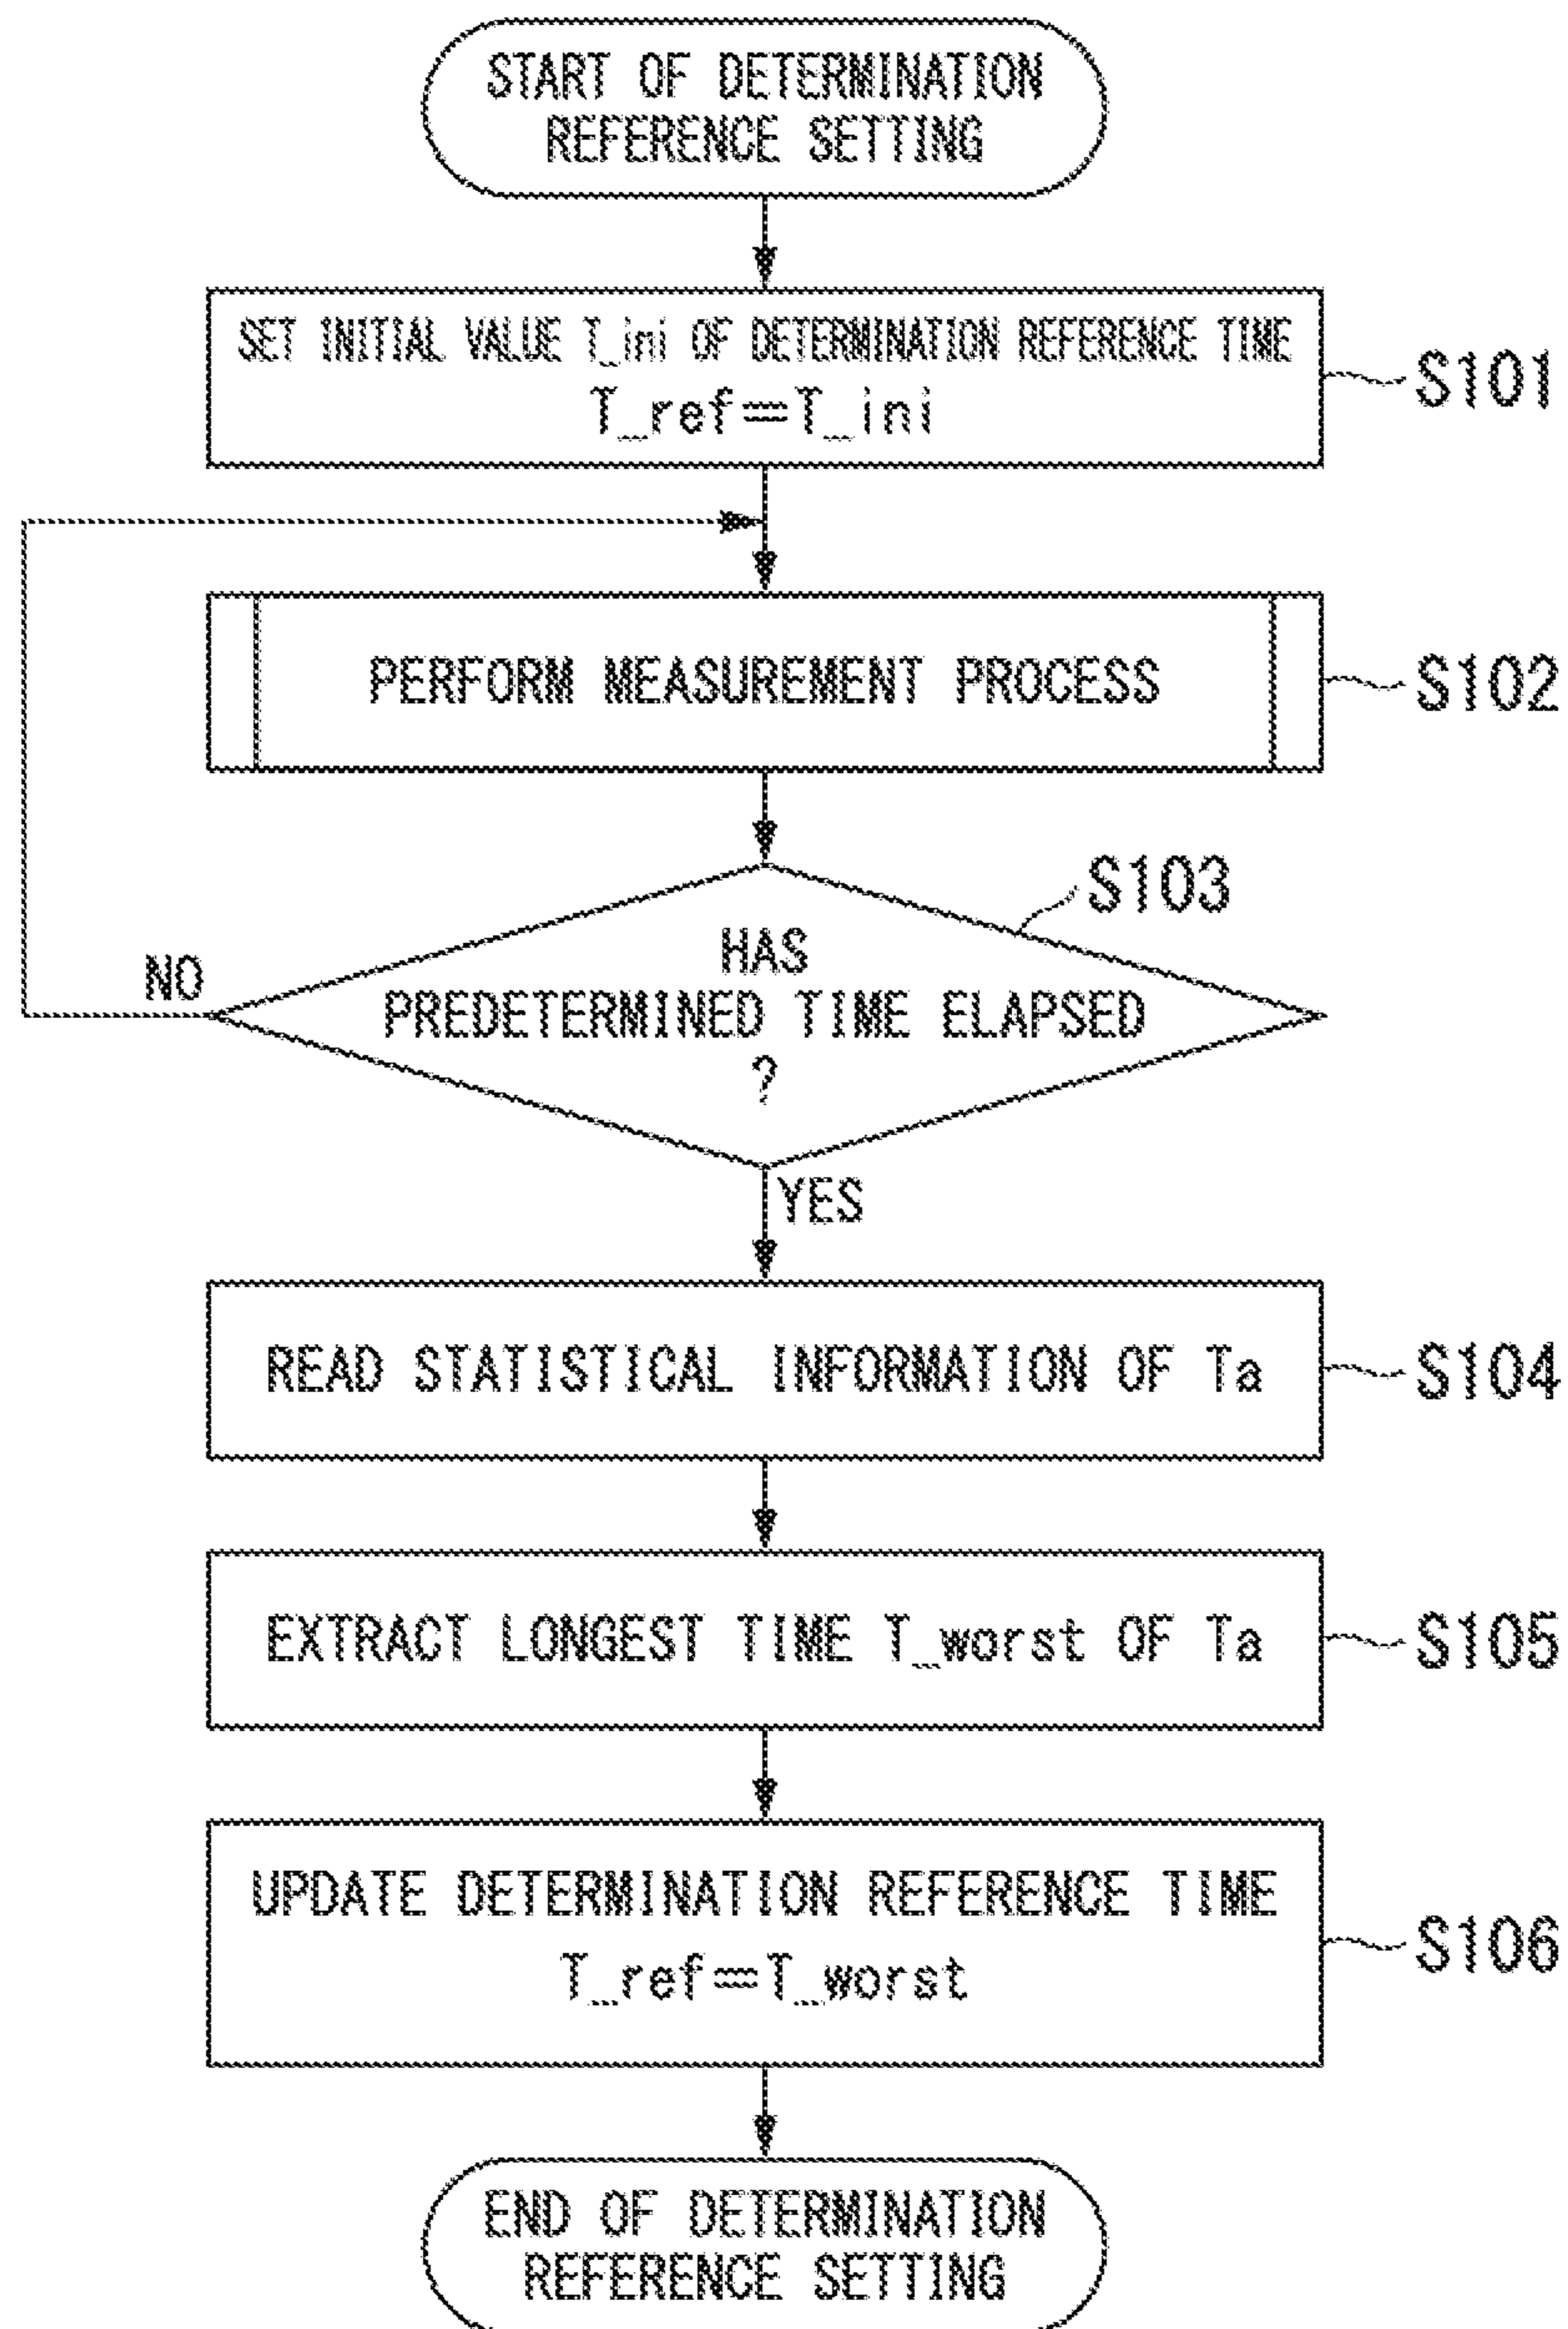 START OF DETERMINATION
REFERENCE SETTING
SET INITIAL VALUE T_ini OF DETERMINATION REFERENCE TIME
T_ref=T_ini
S101
PERFORM MEASUREMENT PROCESS
S102
S103
HAS
PREDETERMINED TIME ELAPSED
?
NO
YES
READ STATISTICAL INFORMATION OF Ta
S104
EXTRACT LONGEST TIME T_worst OF Ta
S105
UPDATE DETERMINATION REFERENCE TIME
T_ref=T_worst
S106
END OF DETERMINATION
REFERENCE SETTING